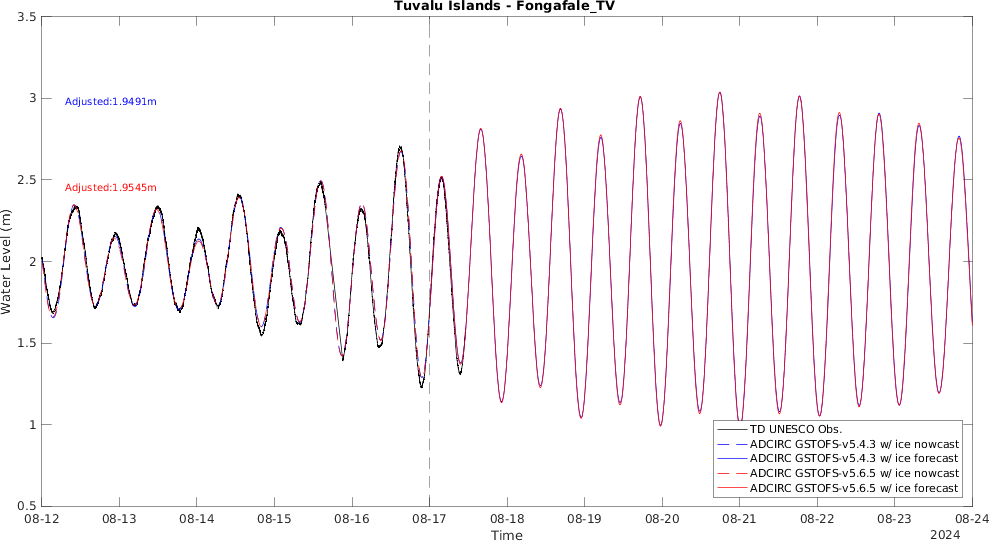 Tuvalu Islands - Fongafale_TV
3.5
3
2.5
2
1.5
1
0.5
Water Level (m)
Adjusted:1.9491m
Adjusted:1.9545m
TD UNESCO Obs.
ADCIRC GSTOFS-v5.4.3 w/ ice nowcast
ADCIRC GSTOFS-v5.4.3 w/ ice forecast
ADCIRC GSTOFS-v5.6.5 w/ ice nowcast
ADCIRC GSTOFS-v5.6.5 w/ ice forecast
08-12 08-13 08-14 08-15 08-16 08-17 08-18 08-19 08-20 08-21 08-22 08-23 08-24
Time
2024